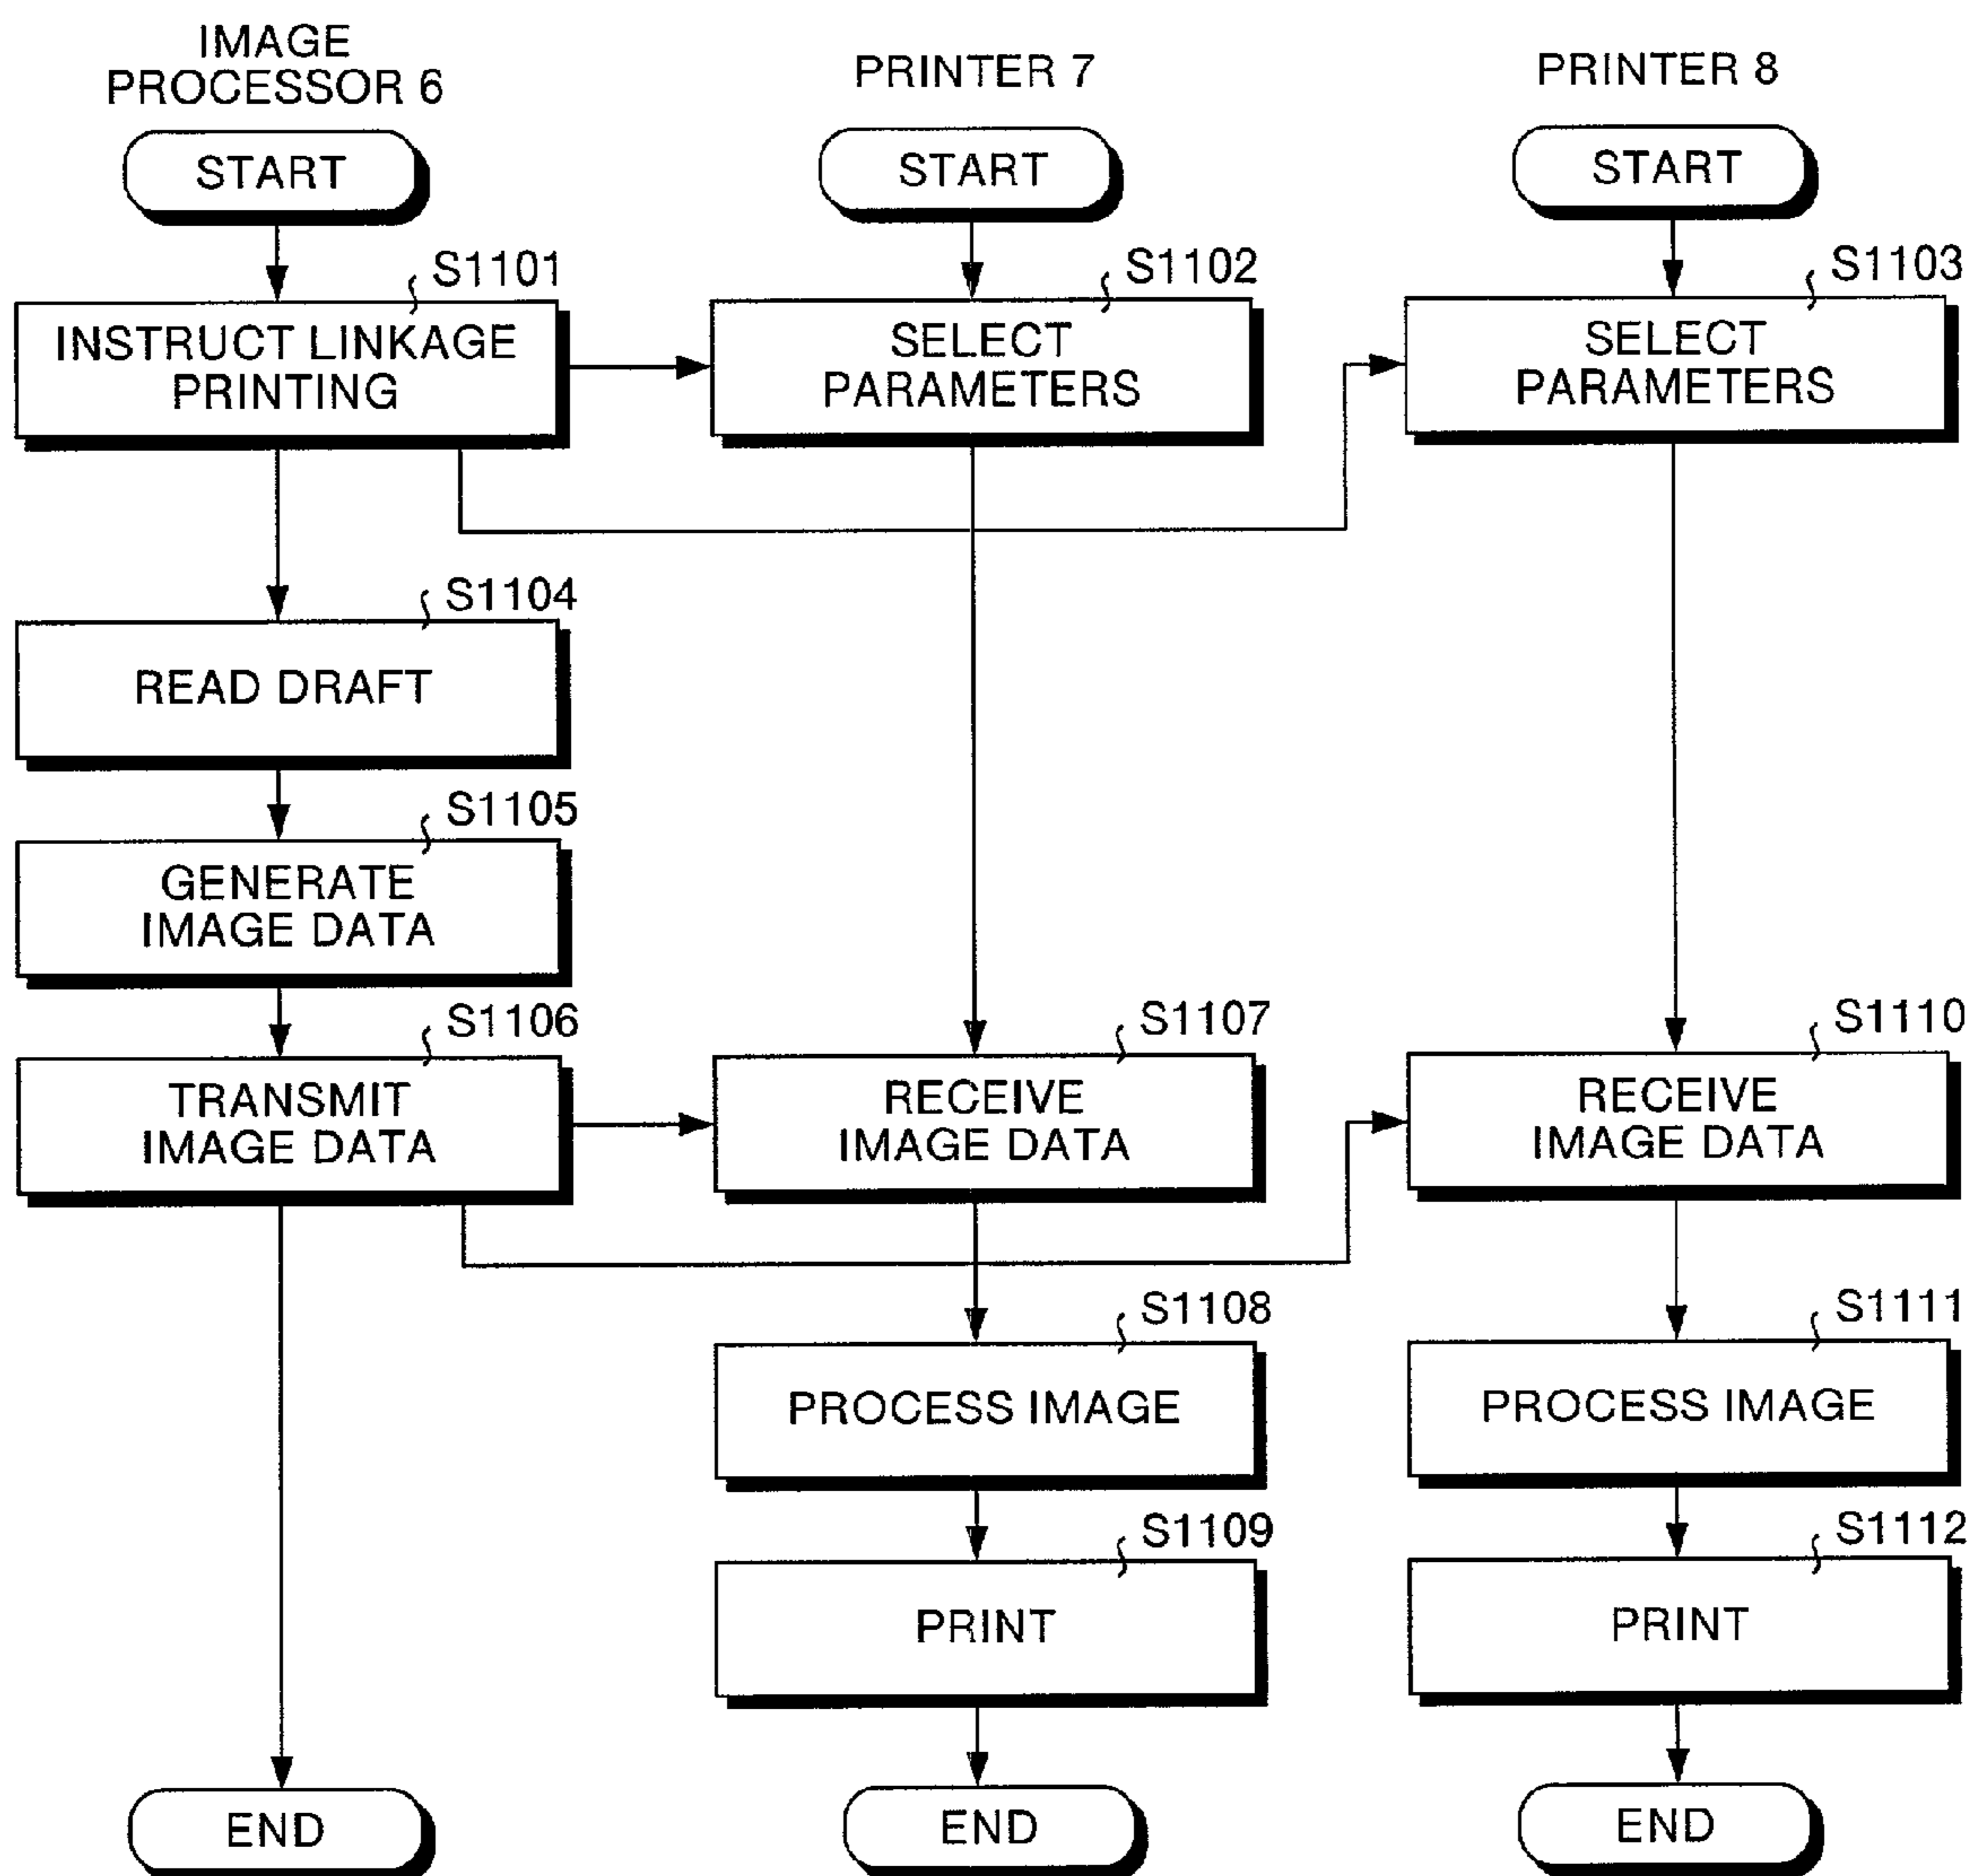 IMAGE
PROCESSOR 6
PRINTER 7
PRINTER 8
START
START
START
S1101
S1102
S1103
INSTRUCT LINKAGE
PRINTING
SELECT
PARAMETERS
SELECT
PARAMETERS
S1104
READ DRAFT
S1105
GENERATE
IMAGE DATA
S1106
S1107
S1110
TRANSMIT
IMAGE DATA
RECEIVE
IMAGE DATA
RECEIVE
IMAGE DATA
S1108
S1111
PROCESS IMAGE
PROCESS IMAGE
S1109
S1112
PRINT
PRINT
END
END
END